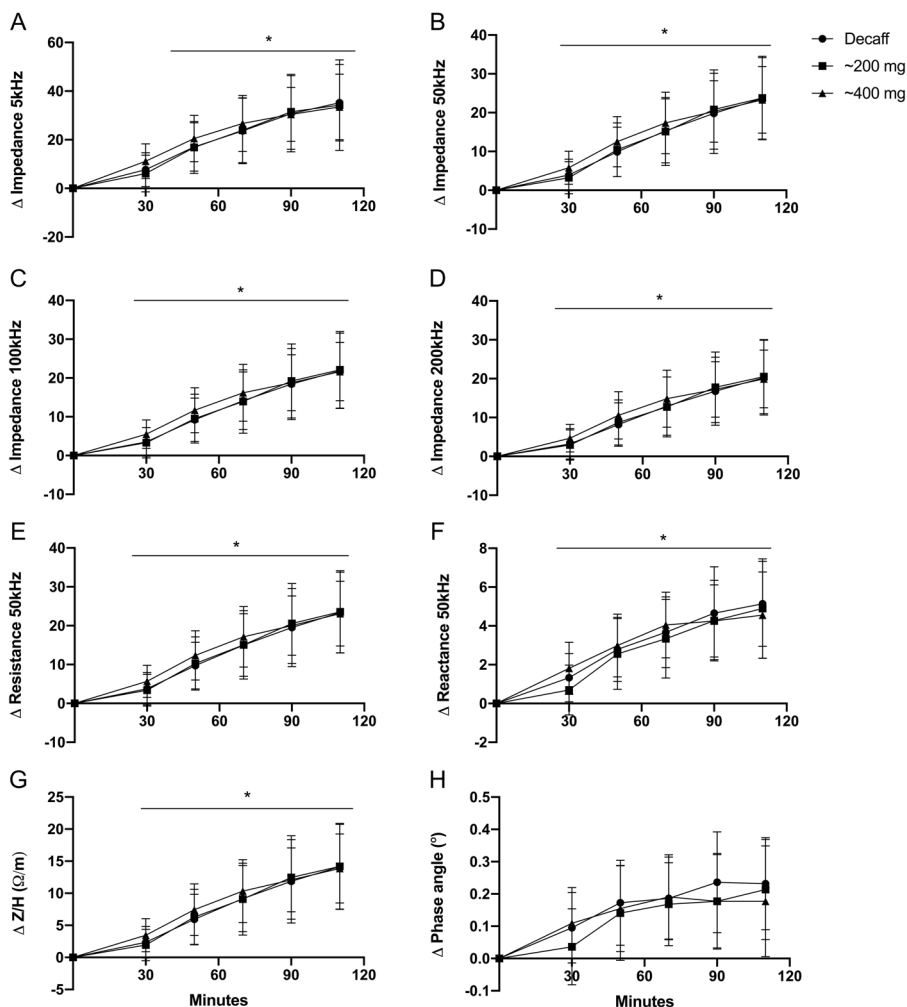 A
Δ Impedance 5kHz
60
40
20
0
-20
*
30 60 90 120
B
Δ Impedance 50kHz
40
30
20
10
0
-10
*
30 60 90 120
Decaff
~200 mg
~400 mg
C
Δ Impedance 100kHz
40
30
20
10
0
-10
*
30 60 90 120
D
Δ Impedance 200kHz
40
30
20
10
0
-10
*
30 60 90 120
E
Δ Resistance 50kHz
40
30
20
10
0
-10
*
30 60 90 120
F
Δ Reactance 50kHz
8
6
4
2
0
-2
*
30 60 90 120
G
Δ Z/H (Ω/m)
25
20
15
10
5
0
-5
*
30 60 90 120
Minutes
H
Δ Phase angle (º)
0.5
0.4
0.3
0.2
0.1
0.0
-0.1
30 60 90 120
Minutes